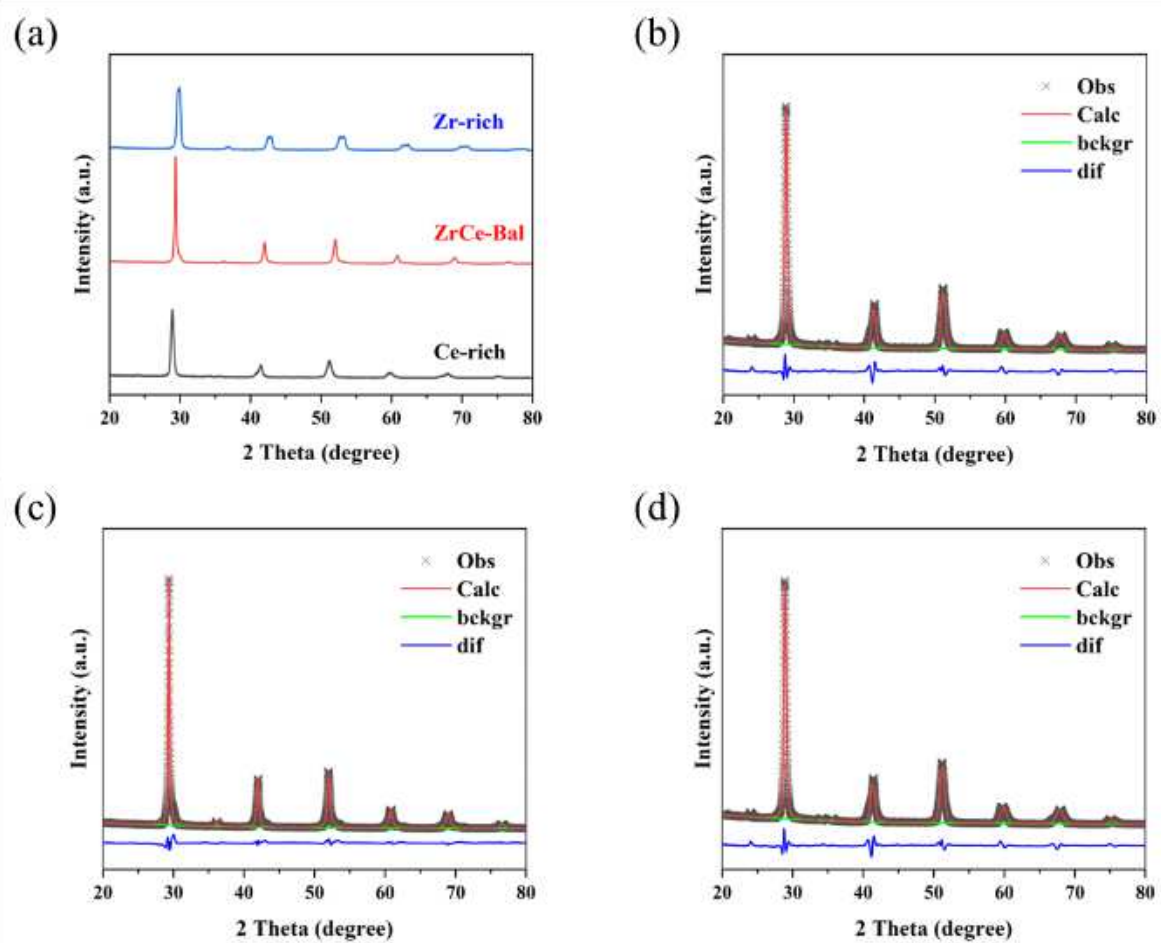 (a)
Intensity (a.u.)
Zr-rich
ZrCe-Bal
Ce-rich
20 30 40 50 60 70 80
2 Theta (degree)
(b)
Intensity (a.u.)
Obs
Calc
bckgr
dif
20 30 40 50 60 70 80
2 Theta (degree)
(c)
Intensity (a.u.)
Obs
Calc
bckgr
dif
20 30 40 50 60 70 80
2 Theta (degree)
(d)
Intensity (a.u.)
Obs
Calc
bckgr
dif
20 30 40 50 60 70 80
2 Theta (degree)